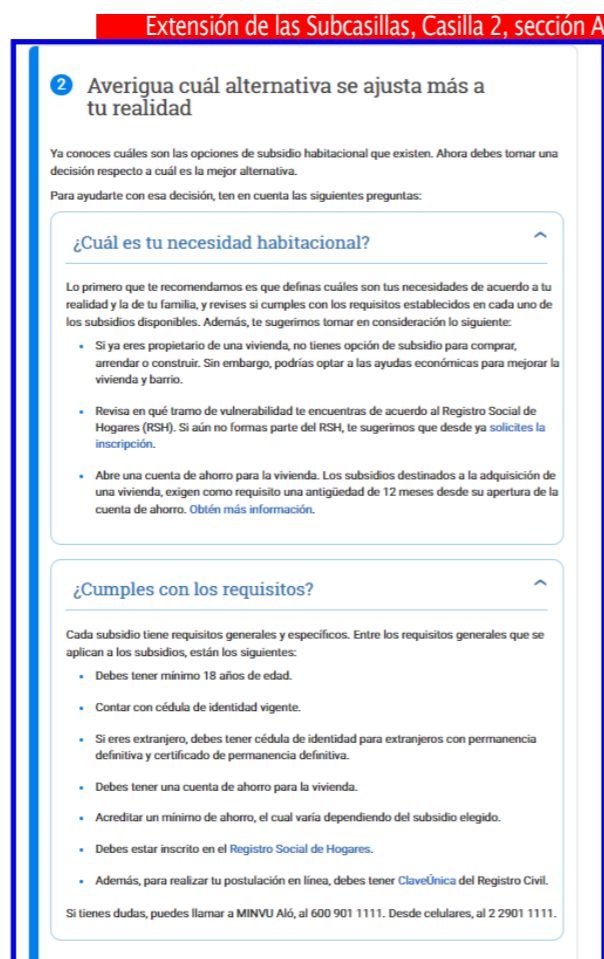 Extensión de las Subcasillas, Casilla 2, sección A
2 Averigua cuál alternativa se ajusta más a
tu realidad
Ya conoces cuáles son las opciones de subsidio habitacional que existen. Ahora debes tomar una
decisión respecto a cuál es la mejor alternativa.
Para ayudarte con esa decisión, ten en cuenta las siguientes preguntas:
¿Cuál es tu necesidad habitacional?
Lo primero que te recomendamos es que definas cuáles son tus necesidades de acuerdo a tu
realidad y la de tu familia, y revises si cumples con los requisitos establecidos en cada uno de
los subsidios disponibles. Además, te sugerimos tomar en consideración lo siguiente:
• Si ya eres propietario de una vivienda, no tienes opción de subsidio para comprar,
arrendar o construir. Sin embargo, podrías optar a las ayudas económicas para mejorar la
vivienda y barrio.
• Revisa en qué tramo de vulnerabilidad te encuentras de acuerdo al Registro Social de
Hogares (RSH). Si aún no formas parte del RSH, te sugerimos que desde ya solicites la
inscripción.
• Abre una cuenta de ahorro para la vivienda. Los subsidios destinados a la adquisición de
una vivienda, exigen como requisito una antigüedad de 12 meses desde su apertura de la
cuenta de ahorro. Obtén más información.
¿Cumples con los requisitos?
Cada subsidio tiene requisitos generales y específicos. Entre los requisitos generales que se
aplican a los subsidios, están los siguientes:
• Debes tener mínimo 18 años de edad.
• Contar con cédula de identidad vigente.
• Si eres extranjero, debes tener cédula de identidad para extranjeros con permanencia
definitiva y certificado de permanencia definitiva.
• Debes tener una cuenta de ahorro para la vivienda.
• Acreditar un mínimo de ahorro, el cual varía dependiendo del subsidio elegido.
• Debes estar inscrito en el Registro Social de Hogares.
• Además, para realizar tu postulación en línea, debes tener ClaveÚnica del Registro Civil.
Si tienes dudas, puedes llamar a MINVU Aló, al 600 901 1111. Desde celulares, al 2 2901 1111.